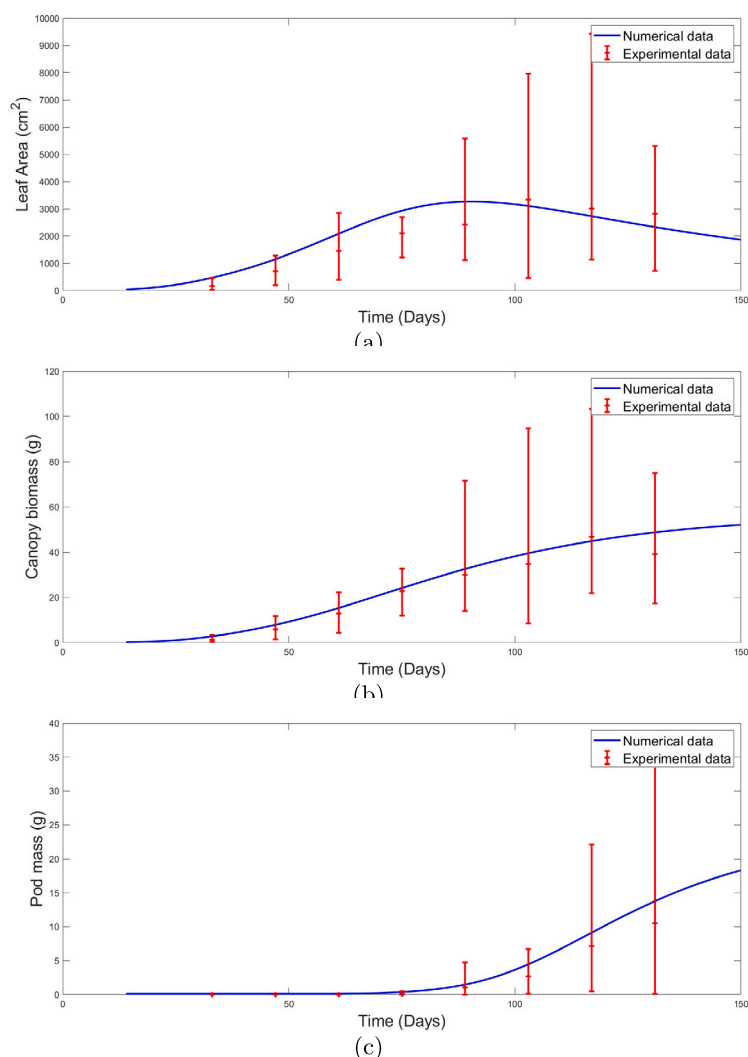 10000
9000
8000
7000
6000
5000
4000
3000
2000
1000
0
Leaf Area (cm²)
Numerical data
Experimental data
0 50 100 150
Time (Days)
(a)
120
100
80
60
40
20
0
Canopy biomass (g)
Numerical data
Experimental data
0 50 100 150
Time (Days)
(b)
40
35
30
25
20
15
10
5
0
Pod mass (g)
Numerical data
Experimental data
0 50 100 150
Time (Days)
(c)